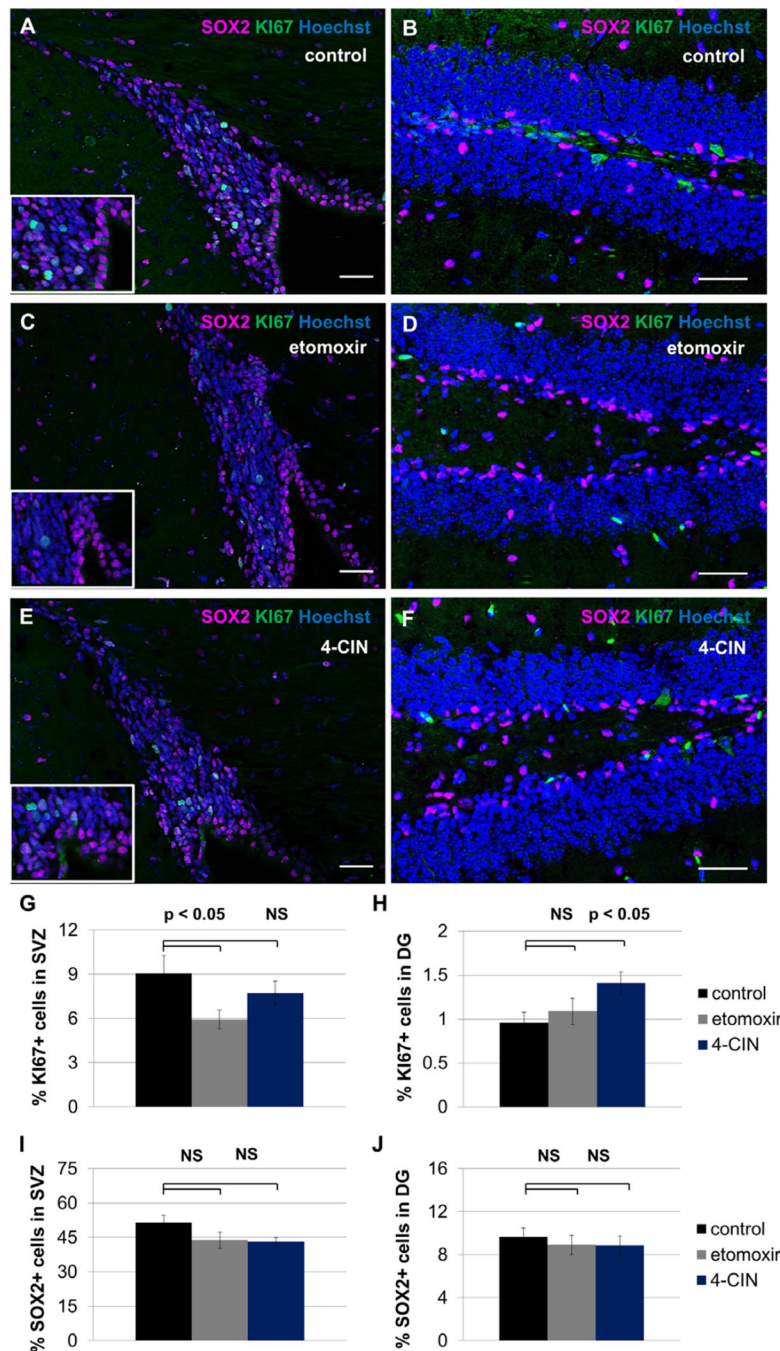 A
SOX2 KI67 Hoechst
control
B
SOX2 KI67 Hoechst
control
C
SOX2 KI67 Hoechst
etomoxir
D
SOX2 KI67 Hoechst
etomoxir
E
SOX2 KI67 Hoechst
4-CIN
F
SOX2 KI67 Hoechst
4-CIN
G
p < 0.05 NS
% KI67+ cells in SVZ
12
9
6
3
0
H
NS p < 0.05
% KI67+ cells in DG
2
1.5
1
0.5
0
control
etomoxir
4-CIN
I
NS NS
% SOX2+ cells in SVZ
75
60
45
30
15
0
J
NS NS
% SOX2+ cells in DG
16
12
8
4
0
control
etomoxir
4-CIN